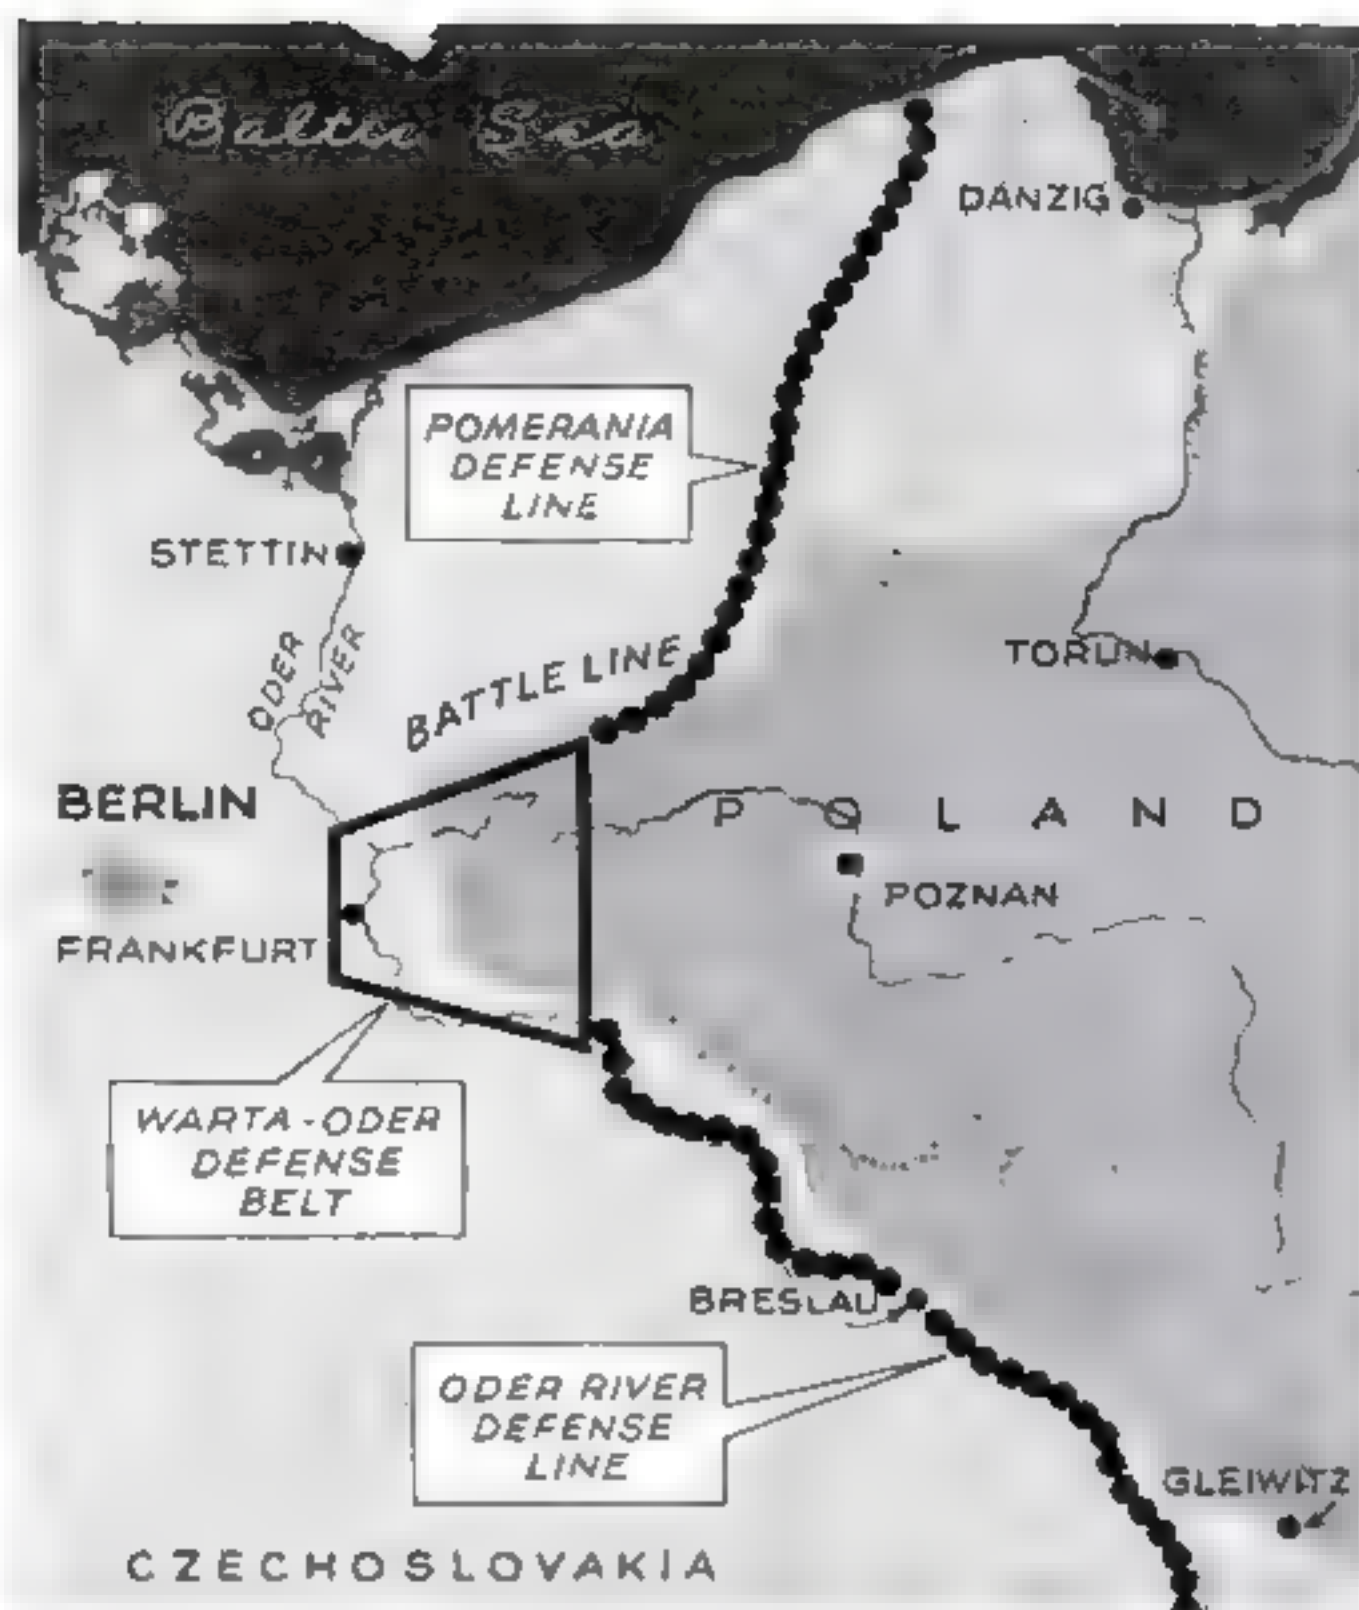 Baltic Sea
DANZIG
POMERANIA
DEFENSE
LINE
STETTIN
ODER
RIVER
BATTLE LINE
TORUN
BERLIN
POLAND
POZNAN
FRANKFURT
WARTA-ODER
DEFENSE
BELT
BRESLAU
ODER RIVER
DEFENSE
LINE
GLEIWITZ
CZECHOSLOVAKIA